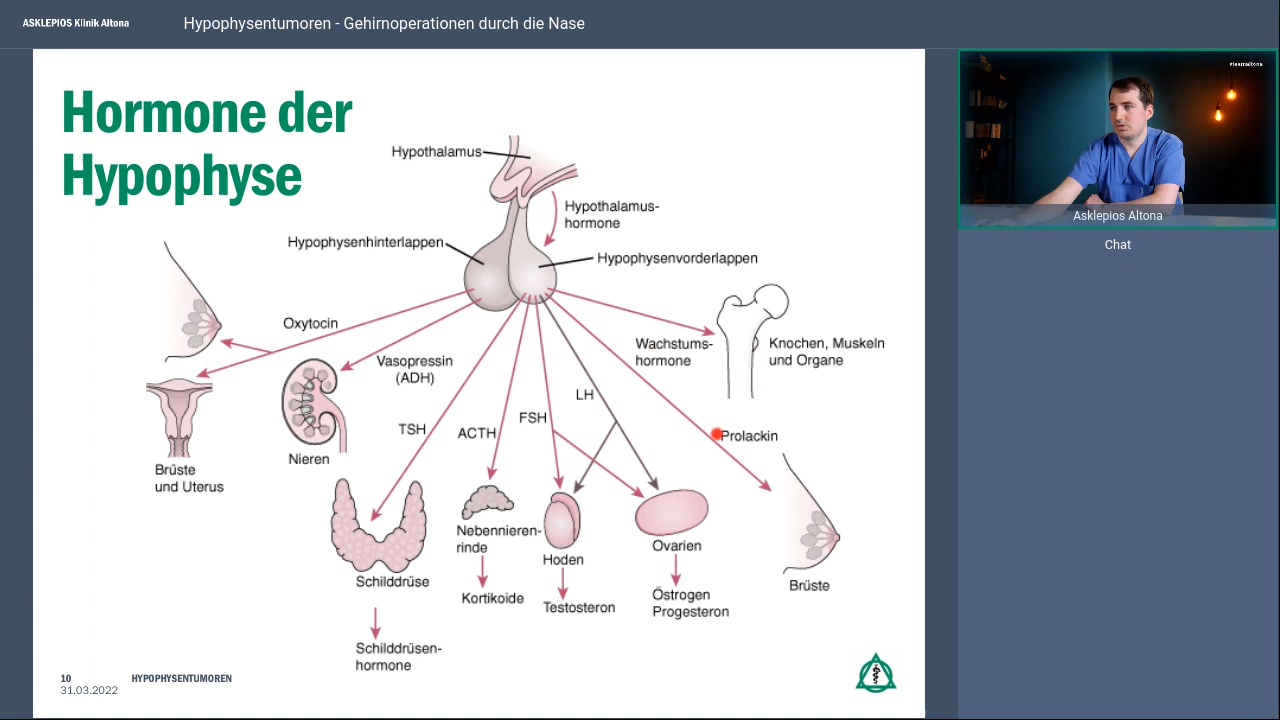 ASKLEPIOS Klinik Altona
Hypophysentumoren - Gehirnoperationen durch die Nase
Hormone der
Hypophyse
Hypothalamus
Hypothalamus-
hormone
Hypophysenhinterlappen
Hypophysenvorderlappen
Oxytocin
Vasopressin
(ADH)
TSH
ACTH
FSH
LH
Wachstums-
hormone
Knochen, Muskeln
und Organe
Prolackin
Brüste
und Uterus
Nieren
Schilddrüse
Schilddrüsen-
hormone
Nebennieren-
rinde
Kortikoide
Hoden
Testosteron
Ovarien
Östrogen
Progesteron
Brüste
10
HYPOPHYSENTUMOREN
31.03.2022
#teamaltona
Asklepios Altona
Chat